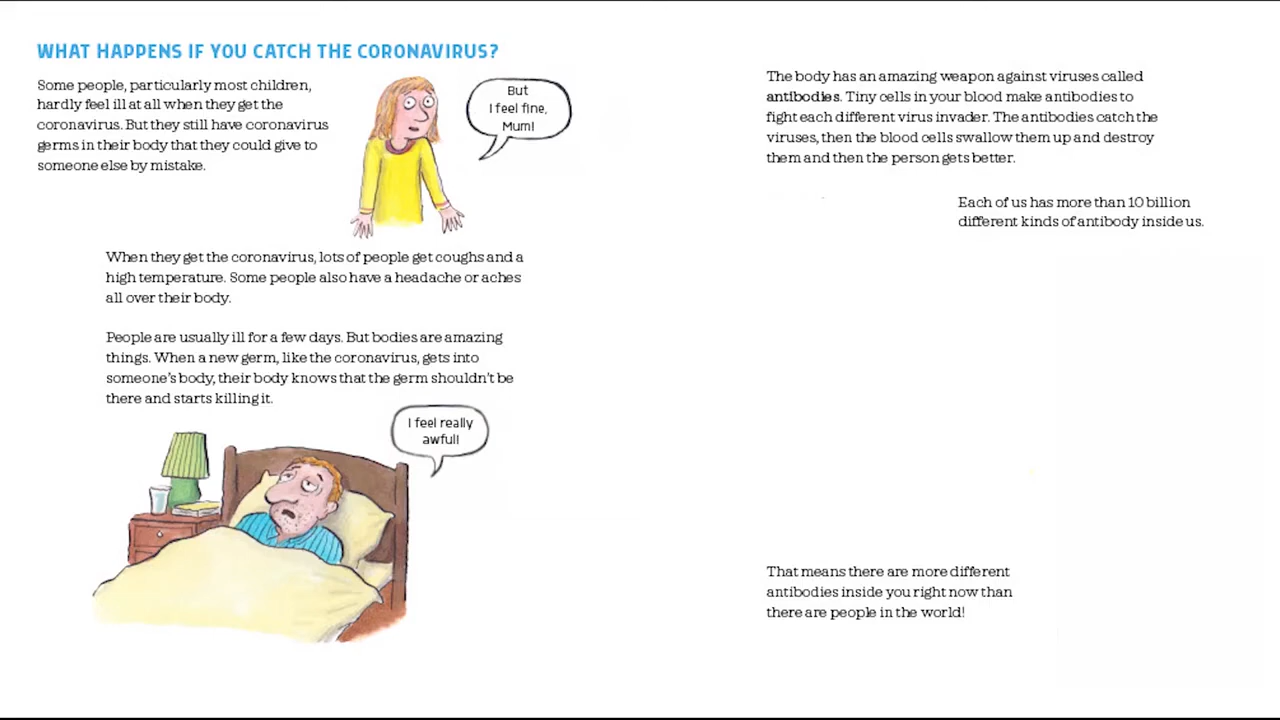 WHAT HAPPENS IF YOU CATCH THE CORONAVIRUS?
Some people, particularly most children,
hardly feel ill at all when they get the
coronavirus. But they still have coronavirus
germs in their body that they could give to
someone else by mistake.
But
I feel fine,
Mum!
When they get the coronavirus, lots of people get coughs and a
high temperature. Some people also have a headache or aches
all over their body.
People are usually ill for a few days. But bodies are amazing
things. When a new germ, like the coronavirus, gets into
someone's body, their body knows that the germ shouldn't be
there and starts killing it.
I feel really
awful!
The body has an amazing weapon against viruses called
antibodies. Tiny cells in your blood make antibodies to
fight each different virus invader. The antibodies catch the
viruses, then the blood cells swallow them up and destroy
them and then the person gets better.
Each of us has more than 10 billion
different kinds of antibody inside us.
That means there are more different
antibodies inside you right now than
there are people in the world!